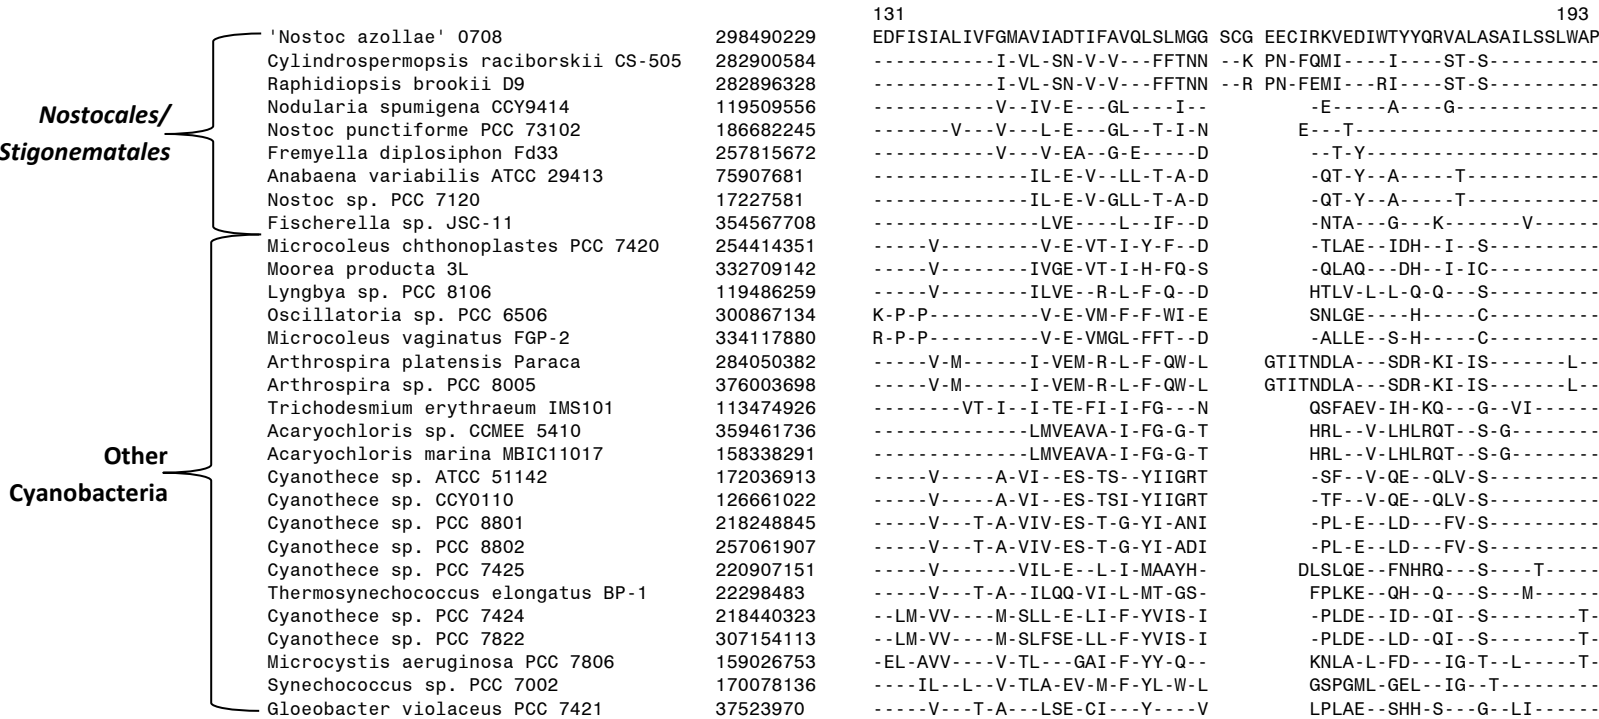 131 193
'Nostoc azollae' 0708 298490229 EDFISIALIVFGMAVIADTIFAVQLSLMGG SCG EECIRKVEDIWTYYQRVALASAILSSLWAP
Cylindrospermopsis raciborskii CS-505 282900584 ------------I-VL-SN-V-V---FFTNN --K PN-FQMI----I----ST-S----------
Raphidiopsis brookii D9 282896328 ------------I-VL-SN-V-V---FFTNN --R PN-FEMI---RI----ST-S----------
Nostocales/
Nodularia spumigena CCY9414 119509556 ------------V--IV-E---GL----I-- -E-----A----G-------------
Nostoc punctiforme PCC 73102 186682245 --------V---V---L-E---GL--T-I-N E---T----------------------
Stigonematales
Fremyella diplosiphon Fd33 257815672 ------------V---V-EA--G-E-----D --T-Y---------------------
Anabaena variabilis ATCC 29413 75907681 ---------------IL-E-V--LL-T-A-D -QT-Y--A-----T------------
Nostoc sp. PCC 7120 17227581 ---------------IL-E-V-GLL-T-A-D -QT-Y--A-----T------------
Fischerella sp. JSC-11 354567708 ----------------LVE----L--IF--D -NTA---G---K-------V------
Microcoleus chthonoplastes PCC 7420 254414351 -----V----------V-E-VT-I-Y-F--D -TLAE--IDH--I--S----------
Moorea producta 3L 332709142 -----V---------IVGE-VT-I-H-FQ-S -QLAQ---DH--I-IC----------
Lyngbya sp. PCC 8106 119486259 -----V---------ILVE--R-L-F-Q--D HTLV-L-L-Q-Q---S----------
Oscillatoria sp. PCC 6506 300867134 K-P-P----------V-E-VM-F-F-WI-E SNLGE----H-----C----------
Microcoleus vaginatus FGP-2 334117880 R-P-P----------V-E-VMGL-FFT--D -ALLE--S-H-----C----------
Arthrospira platensis Paraca 284050382 -----V-M------I-VEM-R-L-F-QW-L GTITNDLA---SDR-KI-IS--------L--
Arthrospira sp. PCC 8005 376003698 -----V-M------I-VEM-R-L-F-QW-L GTITNDLA---SDR-KI-IS--------L--
Trichodesmium erythraeum IMS101 113474926 --------VT-I--I-TE-FI-I-FG---N QSFAEV-IH-KQ---G--VI------
Acaryochloris sp. CCMEE 5410 359461736 --------------LMVEAVA-I-FG-G-T HRL--V-LHLRQT--S-G--------
Other
Acaryochloris marina MBIC11017 158338291 --------------LMVEAVA-I-FG-G-T HRL--V-LHLRQT--S-G--------
Cyanothece sp. ATCC 51142 172036913 -----V-----A-VI--ES-TS--YIIGRT -SF--V-QE--QLV-S----------
Cyanobacteria
Cyanothece sp. CCY0110 126661022 -----V-----A-VI--ES-TSI-YIIGRT -TF--V-QE--QLV-S----------
Cyanothece sp. PCC 8801 218248845 -----V---T-A-VIV-ES-T-G-YI-ANI -PL-E--LD---FV-S----------
Cyanothece sp. PCC 8802 257061907 -----V---T-A-VIV-ES-T-G-YI-ADI -PL-E--LD---FV-S----------
Cyanothece sp. PCC 7425 220907151 -----V-------VIL-E--L-I-MAAYH- DLSLQE--FNHRQ---S----T-----
Thermosynechococcus elongatus BP-1 22298483 -----V---T-A--ILQQ-VI-L-MT-GS- FPLKE--QH--Q---S---M------
Cyanothece sp. PCC 7424 218440323 --LM-VV----M-SLL-E-LI-F-YVIS-I -PLDE--ID--QI--S--------T-
Cyanothece sp. PCC 7822 307154113 --LM-VV----M-SLFSE-LL-F-YVIS-I -PLDE--LD--QI--S--------T-
Microcystis aeruginosa PCC 7806 159026753 -EL-AVV----V-TL---GAI-F-YY-Q-- KNLA-L-FD---IG-T--L-----T-
Synechococcus sp. PCC 7002 170078136 ----IL--L--V-TLA-EV-M-F-YL-W-L GSPGML-GEL--IG--T---------
Gloeobacter violaceus PCC 7421 37523970 -----V---T-A---LSE-CI---Y----V LPLAE--SHH-S---G--LI------